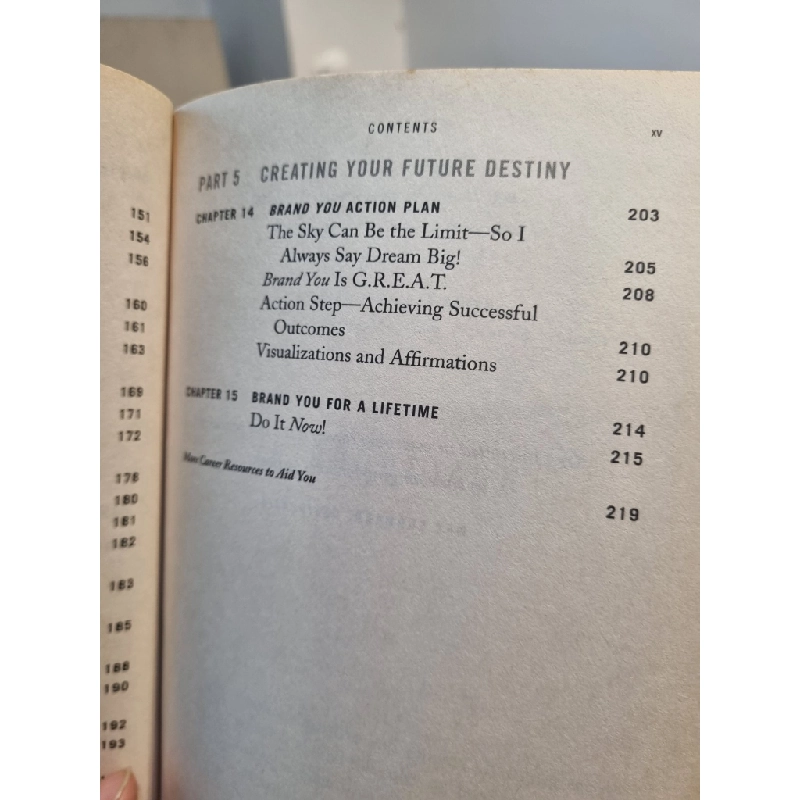 151
154
156
160
161
163
169
171
172
178
180
181
182
183
185
188
190
192
193
CONTENTS xv
PART 5 CREATING YOUR FUTURE DESTINY
CHAPTER 14 BRAND YOU ACTION PLAN 203
The Sky Can Be the Limit—So I
Always Say Dream Big! 205
Brand You Is G.R.E.A.T. 208
Action Step—Achieving Successful
Outcomes 210
Visualizations and Affirmations 210
CHAPTER 15 BRAND YOU FOR A LIFETIME 214
Do It Now! 215
More Career Resources to Aid You 219